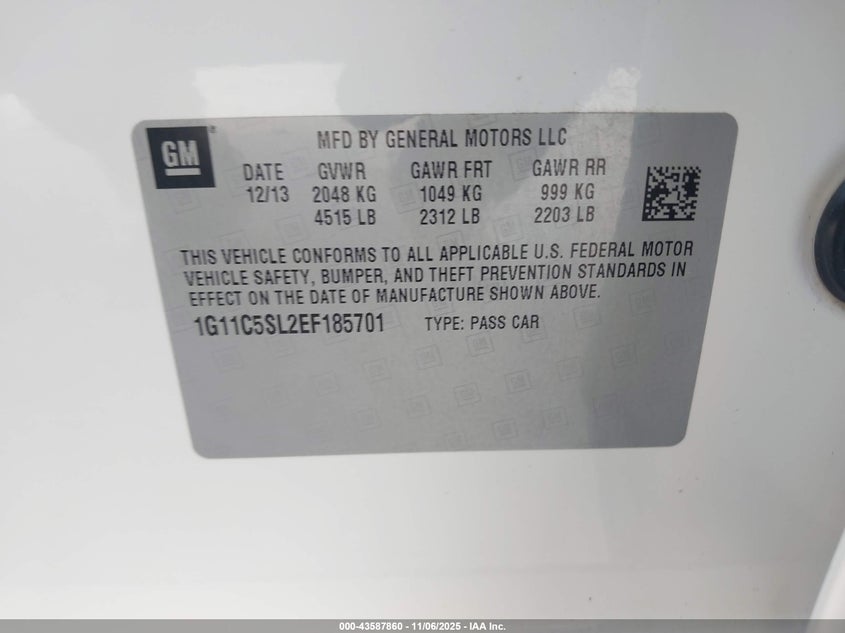 GM
MFD BY GENERAL MOTORS LLC
DATE GVWR GAWR FRT GAWR RR
12/13 2048 KG 1049 KG 999 KG
4515 LB 2312 LB 2203 LB
THIS VEHICLE CONFORMS TO ALL APPLICABLE U.S. FEDERAL MOTOR
VEHICLE SAFETY, BUMPER, AND THEFT PREVENTION STANDARDS IN
EFFECT ON THE DATE OF MANUFACTURE SHOWN ABOVE.
1G11C5SL2EF185701 TYPE: PASS CAR
000-43587860 - 11/06/2025 - IAA Inc.